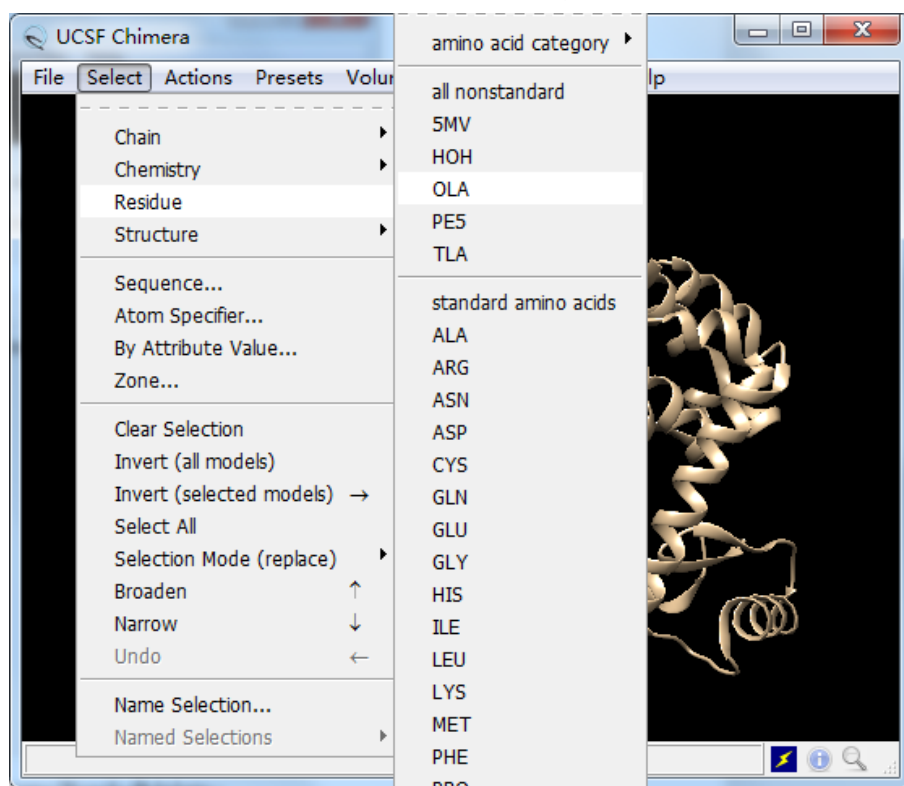 UCSF Chimera
File Select Actions Presets Volu
lp
Chain
Chemistry
Residue
Structure
Sequence...
Atom Specifier...
By Attribute Value...
Zone...
Clear Selection
Invert (all models)
Invert (selected models) →
Select All
Selection Mode (replace)
Broaden ↑
Narrow ↓
Undo ←
Name Selection...
Named Selections
amino acid category
all nonstandard
5MV
HOH
OLA
PE5
TLA
standard amino acids
ALA
ARG
ASN
ASP
CYS
GLN
GLU
GLY
HIS
ILE
LEU
LYS
MET
PHE